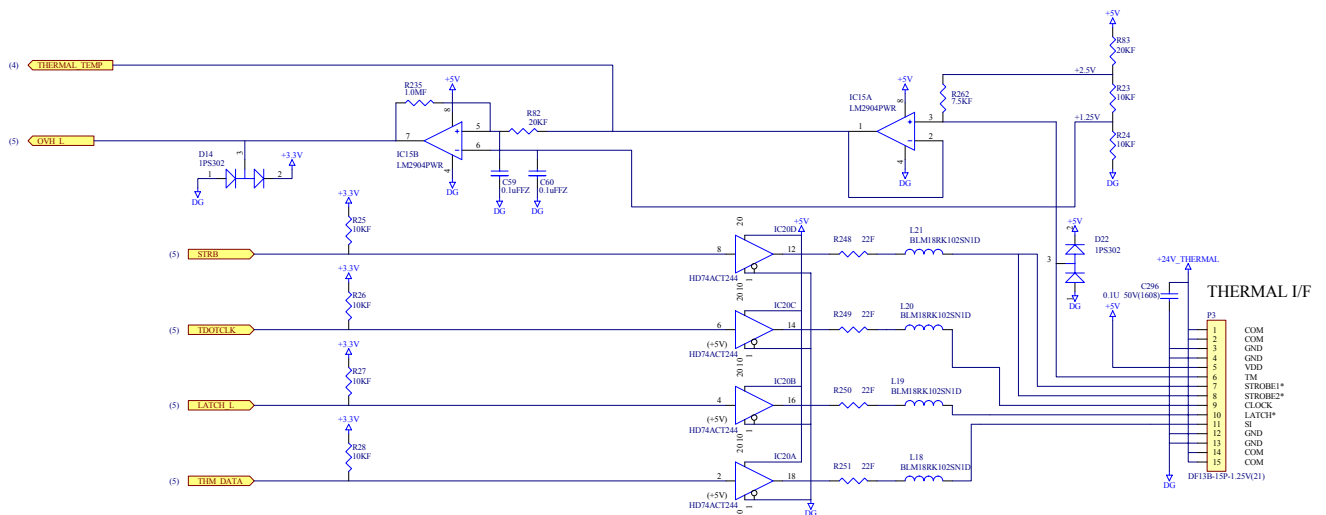 +5V
R83
20KF
(4) THERMAL_TEMP
+2.5V
+5V
R235
1.0MF
8
IC15A
LM2904PWR
8
R262
7.5KF
R23
10KF
R82
20KF
+1.25V
(5) OVH_L
7
5
6
1
3
2
R24
10KF
IC15B
LM2904PWR
D14
1PS302
3
+3.3V
1
2
4
4
C59
0.1uFFZ
C60
0.1uFFZ
DG
DG
DG
DG
DG
DG
+3.3V
R25
10KF
20
+5V
IC20D
L21
BLM18RK102SN1D
+5V
2
D22
1PS302
3
1
DG
(5) STRB
8
12
R248 22F
HD74ACT244
20 10 1
+24V_THERMAL
C296
0.1U 50V(1608)
THERMAL I/F
+3.3V
R26
10KF
IC20C
L20
BLM18RK102SN1D
+5V
P3
(5) TDOTCLK
6
14
R249 22F
(+5V)
HD74ACT244
20 10 1
1 COM
2 COM
3 GND
4 GND
5 VDD
6 TM
7 STROBE1*
8 STROBE2*
9 CLOCK
10 LATCH*
11 SI
12 GND
13 GND
14 COM
15 COM
DF13B-15P-1.25V(21)
DG
+3.3V
R27
10KF
IC20B
L19
BLM18RK102SN1D
(5) LATCH_L
4
16
R250 22F
(+5V)
HD74ACT244
20 10 1
+3.3V
R28
10KF
IC20A
L18
BLM18RK102SN1D
(5) THM_DATA
2
18
R251 22F
(+5V)
HD74ACT244
0 1
DG